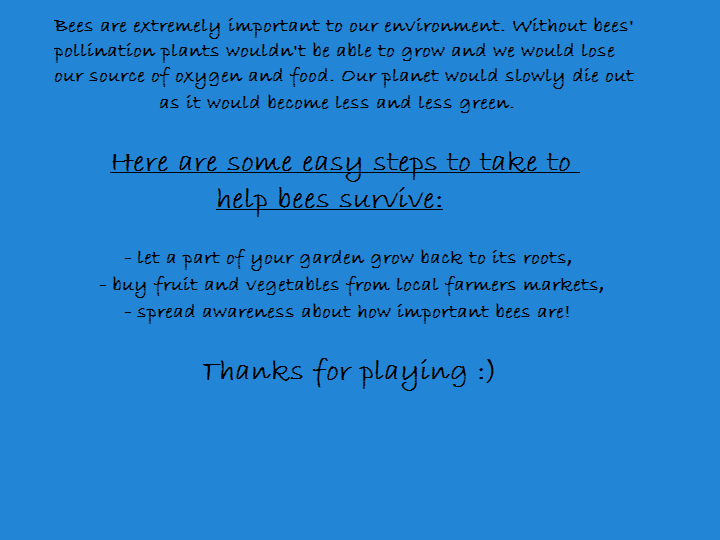 Bees are extremely important to our environment. Without bees'
pollination plants wouldn't be able to grow and we would lose
our source of oxygen and food. Our planet would slowly die out
as it would become less and less green.
Here are some easy steps to take to
help bees survive:
- let a part of your garden grow back to its roots,
- buy fruit and vegetables from local farmers markets,
- spread awareness about how important bees are!
Thanks for playing :)